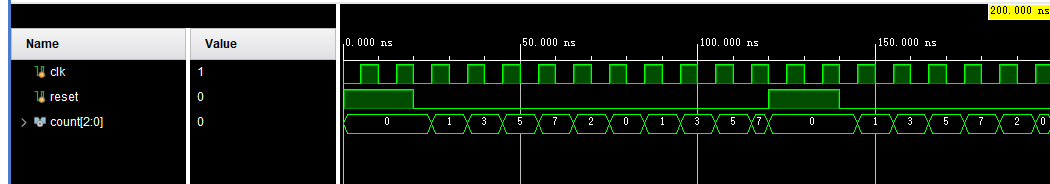 200.000 ns
Name Value
0.000 ns 50.000 ns 100.000 ns 150.000 ns
clk 1
reset 0
count[2:0] 0 0 1 3 5 7 2 0 1 3 5 7 0 1 3 5 7 2 0